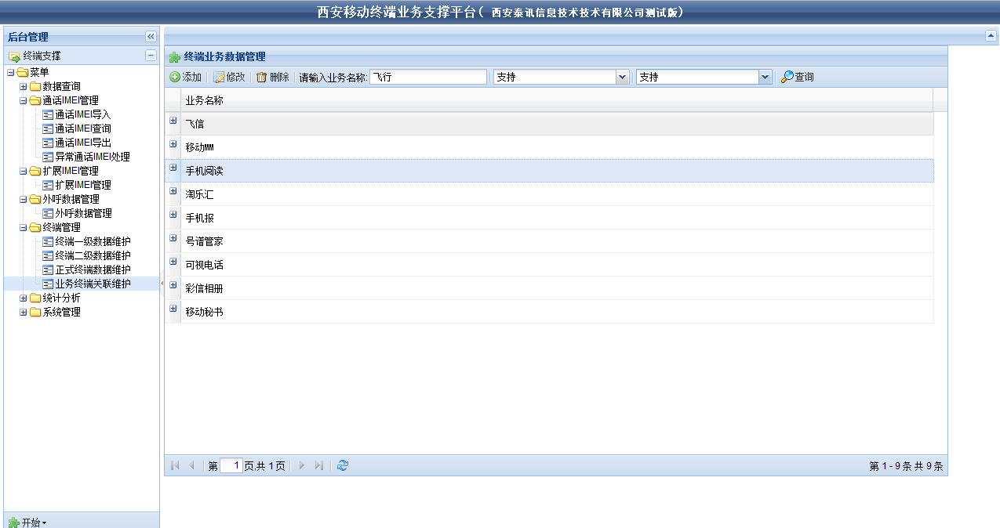 西安移动终端业务支撑平台( 西安泰讯信息技术技术有限公司测试版)
后台管理
终端支撑
菜单
数据查询
通话IMEI管理
通话IMEI导入
通话IMEI查询
通话IMEI导出
异常通话IMEI处理
扩展IMEI管理
扩展IMEI管理
外呼数据管理
外呼数据管理
终端管理
终端一级数据维护
终端二级数据维护
正式终端数据维护
业务终端关联维护
统计分析
系统管理
开始
终端业务数据管理
添加 修改 删除 请输入业务名称: 飞行 支持 支持 查询
业务名称
飞信
移动MM
手机阅读
淘乐汇
手机报
号谱管家
可视电话
彩信相册
移动秘书
第 1 页,共 1 页 第 1 - 9 条 共 9 条